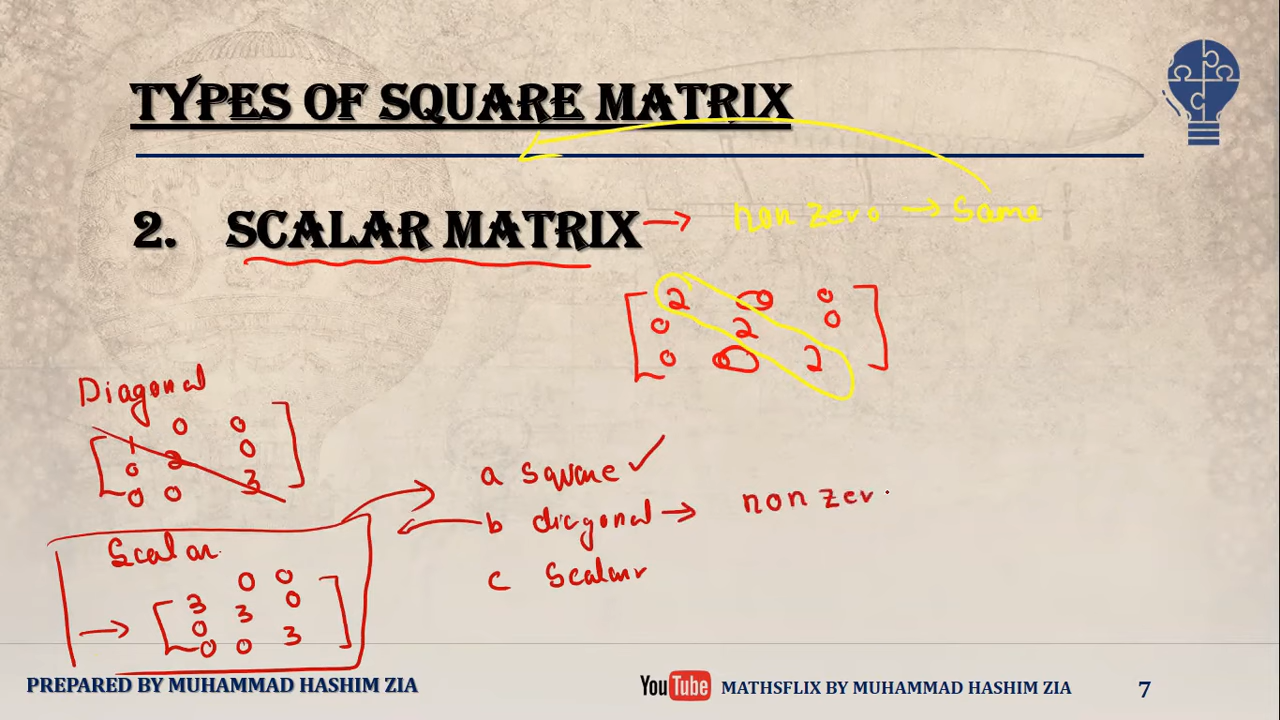 TYPES OF SQUARE MATRIX
2. SCALAR MATRIX → non zero → Same
2 0 0
0 2 0
0 0 2
Diagonal
1 0 0
0 2 0
0 0 3
a square ✓
b diagonal → non zer
c Scalar
Scalar
→ 3 0 0
0 3 0
0 0 3
PREPARED BY MUHAMMAD HASHIM ZIA
YouTube MATHSFLIX BY MUHAMMAD HASHIM ZIA
7